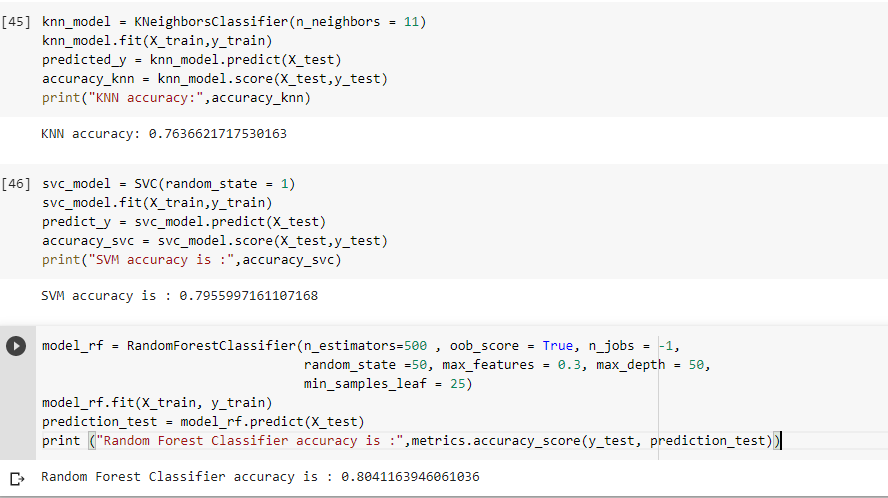 [45] knn_model = KNeighborsClassifier(n_neighbors = 11)
knn_model.fit(X_train,y_train)
predicted_y = knn_model.predict(X_test)
accuracy_knn = knn_model.score(X_test,y_test)
print("KNN accuracy:",accuracy_knn)
KNN accuracy: 0.7636621717530163
[46] svc_model = SVC(random_state = 1)
svc_model.fit(X_train,y_train)
predict_y = svc_model.predict(X_test)
accuracy_svc = svc_model.score(X_test,y_test)
print("SVM accuracy is :",accuracy_svc)
SVM accuracy is : 0.7955997161107168
model_rf = RandomForestClassifier(n_estimators=500 , oob_score = True, n_jobs = -1,
random_state =50, max_features = 0.3, max_depth = 50,
min_samples_leaf = 25)
model_rf.fit(X_train, y_train)
prediction_test = model_rf.predict(X_test)
print ("Random Forest Classifier accuracy is :",metrics.accuracy_score(y_test, prediction_test))
Random Forest Classifier accuracy is : 0.8041163946061036